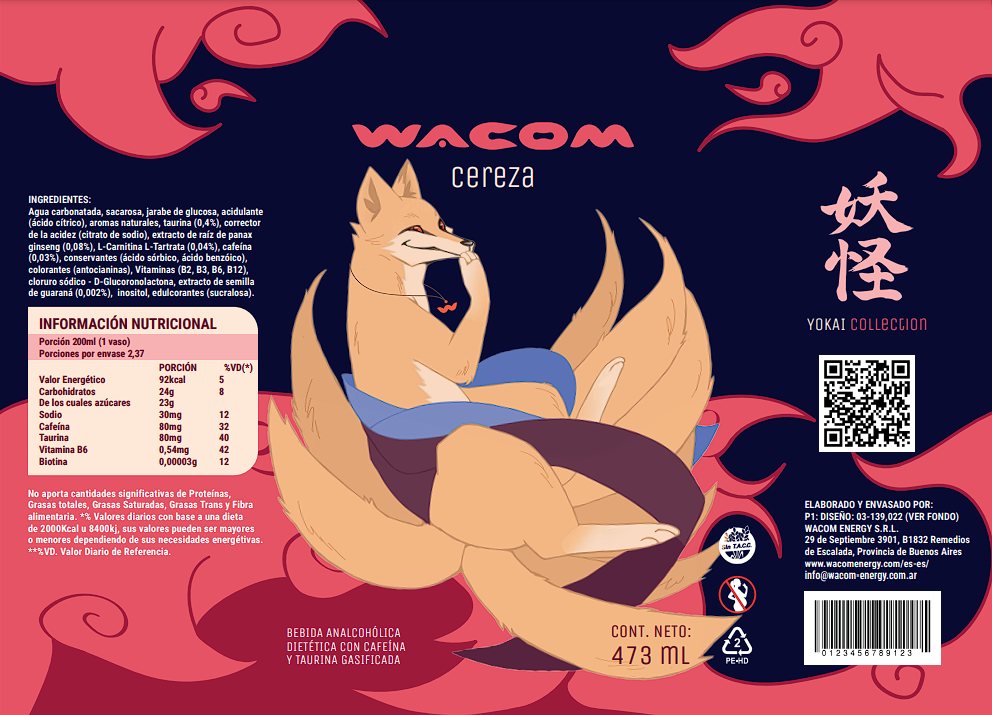 WACOM
cereza
INGREDIENTES:
Agua carbonatada, sacarosa, jarabe de glucosa, acidulante
(ácido cítrico), aromas naturales, taurina (0,4%), corrector
de la acidez (citrato de sodio), extracto de raíz de panax
ginseng (0,08%), L-Carnitina L-Tartrata (0,04%), cafeína
(0,03%), conservantes (ácido sórbico, ácido benzóico),
colorantes (antocianinas), Vitaminas (B2, B3, B6, B12),
cloruro sódico - D-Glucoronolactona, extracto de semilla
de guaraná (0,002%), inositol, edulcorantes (sucralosa).
INFORMACIÓN NUTRICIONAL
Porción 200ml (1 vaso)
Porciones por envase 2,37
PORCIÓN %VD(*)
Valor Energético 92kcal 5
Carbohidratos 24g 8
De los cuales azúcares 23g
Sodio 30mg 12
Cafeína 80mg 32
Taurina 80mg 40
Vitamina B6 0,54mg 42
Biotina 0,00003g 12
No aporta cantidades significativas de Proteínas,
Grasas totales, Grasas Saturadas, Grasas Trans y Fibra
alimentaria. *% Valores diarios con base a una dieta
de 2000Kcal u 8400kj, sus valores pueden ser mayores
o menores dependiendo de sus necesidades energétivas.
**%VD. Valor Diario de Referencia.
BEBIDA ANALCOHÓLICA
DIETÉTICA CON CAFEÍNA
Y TAURINA GASIFICADA
CONT. NETO:
473 ML
妖
怪
YOKAI COLLECTION
ELABORADO Y ENVASADO POR:
P1: DISEÑO: 03-139,022 (VER FONDO)
WACOM ENERGY S.R.L.
29 de Septiembre 3901, B1832 Remedios
de Escalada, Provincia de Buenos Aires
www.wacomenergy.com/es-es/
info@wacom-energy.com.ar
Sin T.A.C.C.
2
PE-HD
0123456789123